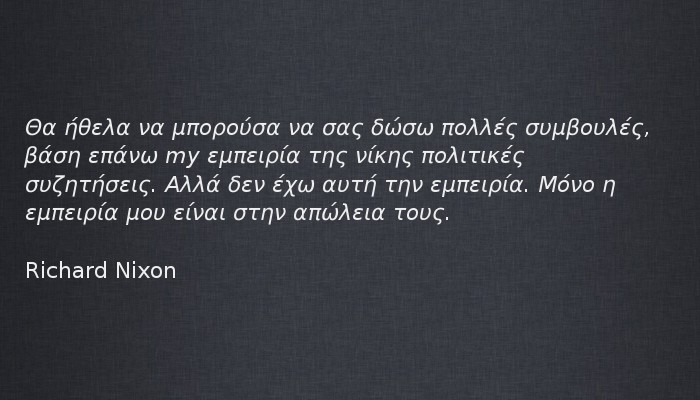 Θα ήθελα να μπορούσα να σας δώσω πολλές συμβουλές,
βάση επάνω my εμπειρία της νίκης πολιτικές
συζητήσεις. Αλλά δεν έχω αυτή την εμπειρία. Μόνο η
εμπειρία μου είναι στην απώλεια τους.
Richard Nixon